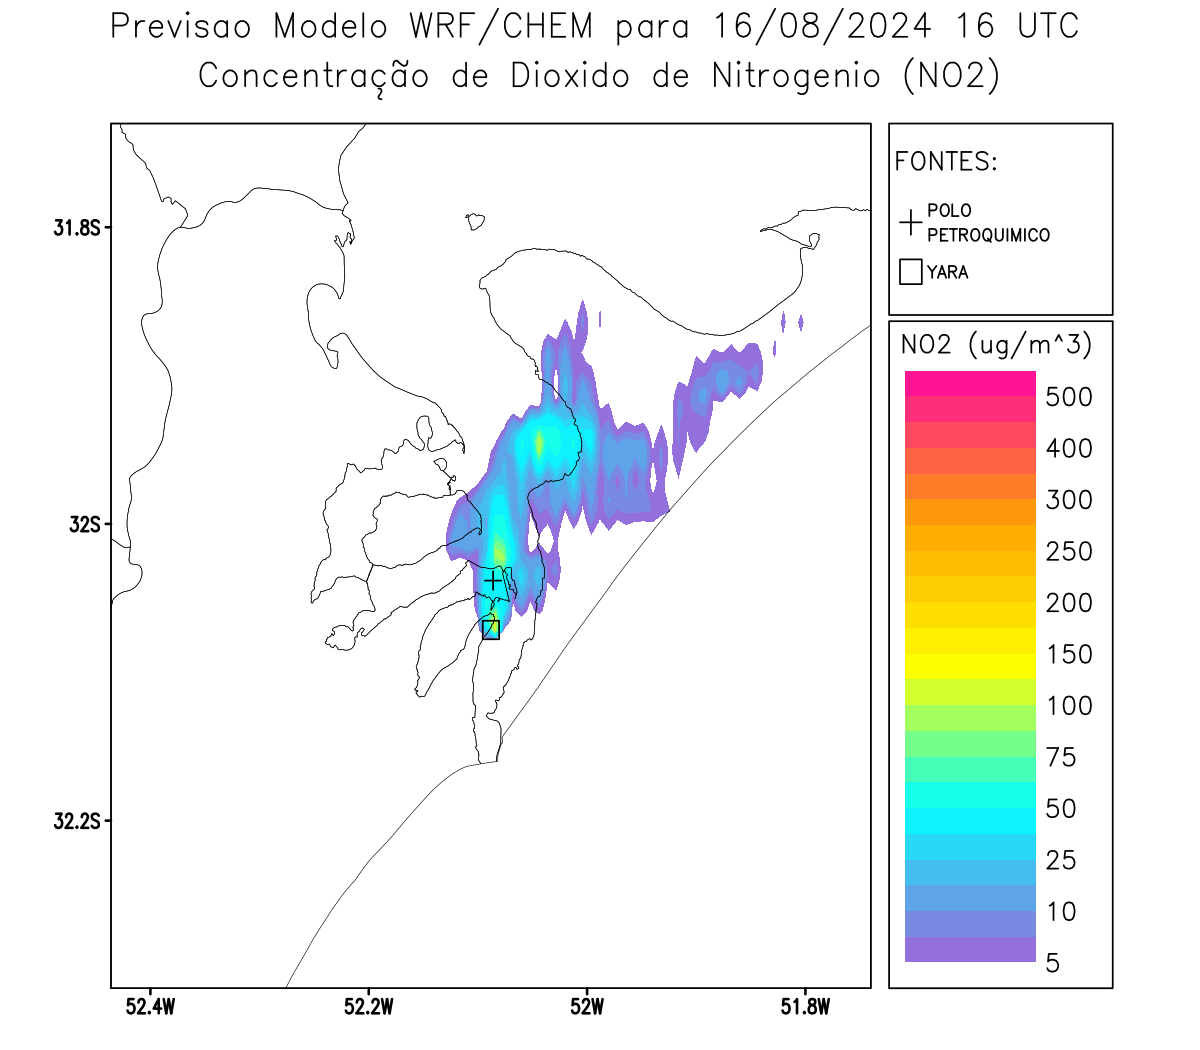 Previsao Modelo WRF/CHEM para 16/08/2024 16 UTC
Concentração de Dioxido de Nitrogenio (NO2)
FONTES:
POLO
PETROQUIMICO
YARA
NO2 (ug/m^3)
500
400
300
250
200
150
100
75
50
25
10
5
31.8S
32S
32.2S
52.4W
52.2W
52W
51.8W